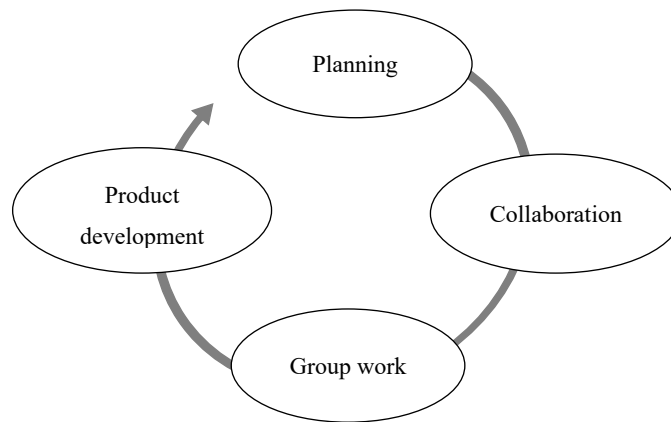 Planning
Collaboration
Group work
Product
development